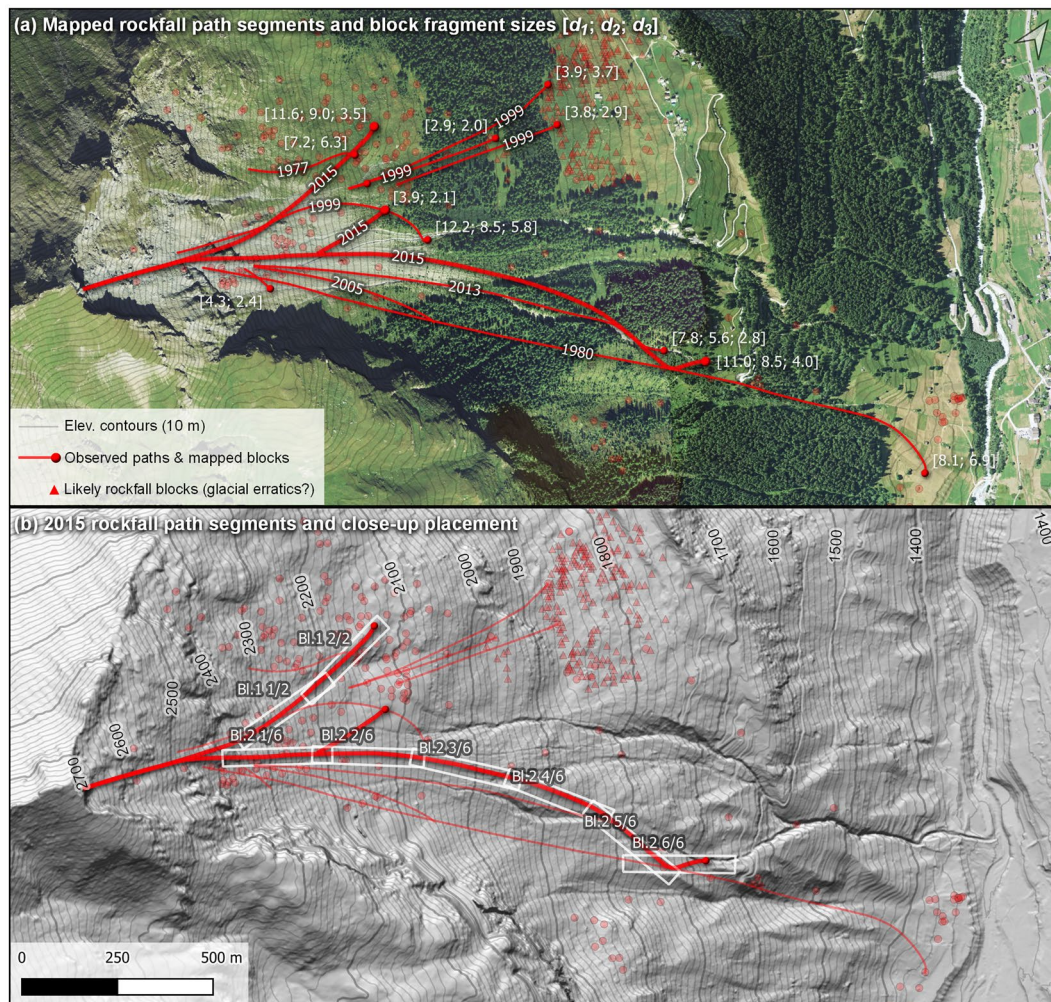 (a) Mapped rockfall path segments and block fragment sizes [d1; d2; d3]
[3.9; 3.7]
[11.6; 9.0; 3.5]
[3.8; 2.9]
[2.9; 2.0]
1999
1999
[7.2; 6.3]
1977
2015
1999
1999
[3.9; 2.1]
2015
[12.2; 8.5; 5.8]
2015
2005
2013
[4.3; 2.4]
1980
[7.8; 5.6; 2.8]
[11.0; 8.5; 4.0]
[8.1; 6.9]
Elev. contours (10 m)
Observed paths & mapped blocks
Likely rockfall blocks (glacial erratics?)
(b) 2015 rockfall path segments and close-up placement
1400
1700
1600
1500
1400
1800
1900
2000
2100
2200
2300
2400
2500
2600
2700
Bl.1 2/2
Bl.1 1/2
Bl.2 1/6
Bl.2 2/6
Bl.2 3/6
Bl.2 4/6
Bl.2 5/6
Bl.2 6/6
0 250 500 m